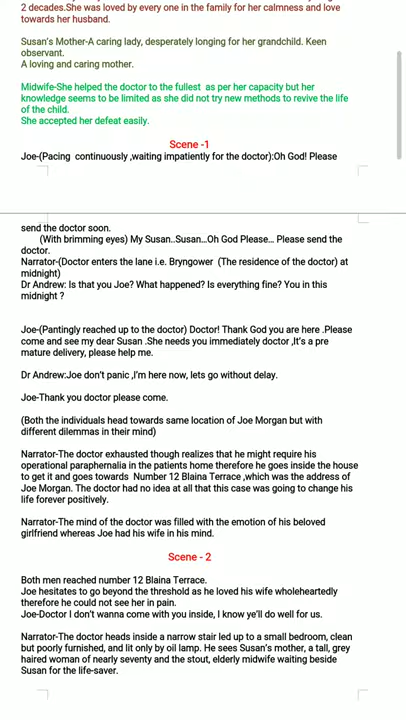 2 decades.She was loved by every one in the family for her calmness and love
towards her husband.
Susan's Mother-A caring lady, desperately longing for her grandchild. Keen
observant.
A loving and caring mother.
Midwife-She helped the doctor to the fullest as per her capacity but her
knowledge seems to be limited as she did not try new methods to revive the life
of the child.
She accepted her defeat easily.
Scene -1
Joe-(Pacing continuously ,waiting impatiently for the doctor):Oh God! Please
send the doctor soon.
(With brimming eyes) My Susan..Susan...Oh God Please... Please send the
doctor.
Narrator-(Doctor enters the lane i.e. Bryngower (The residence of the doctor) at
midnight)
Dr Andrew: Is that you Joe? What happened? Is everything fine? You in this
midnight ?
Joe-(Pantingly reached up to the doctor) Doctor! Thank God you are here .Please
come and see my dear Susan .She needs you immediately doctor ,It's a pre
mature delivery, please help me.
Dr Andrew:Joe don't panic ,I'm here now, lets go without delay.
Joe-Thank you doctor please come.
(Both the individuals head towards same location of Joe Morgan but with
different dilemmas in their mind)
Narrator-The doctor exhausted though realizes that he might require his
operational paraphernalia in the patients home therefore he goes inside the house
to get it and goes towards Number 12 Blaina Terrace ,which was the address of
Joe Morgan. The doctor had no idea at all that this case was going to change his
life forever positively.
Narrator-The mind of the doctor was filled with the emotion of his beloved
girlfriend whereas Joe had his wife in his mind.
Scene - 2
Both men reached number 12 Blaina Terrace.
Joe hesitates to go beyond the threshold as he loved his wife wholeheartedly
therefore he could not see her in pain.
Joe-Doctor I don't wanna come with you inside, I know ye'll do well for us.
Narrator-The doctor heads inside a narrow stair led up to a small bedroom, clean
but poorly furnished, and lit only by oil lamp. He sees Susan's mother, a tall, grey
haired woman of nearly seventy and the stout, elderly midwife waiting beside
Susan for the life-saver.